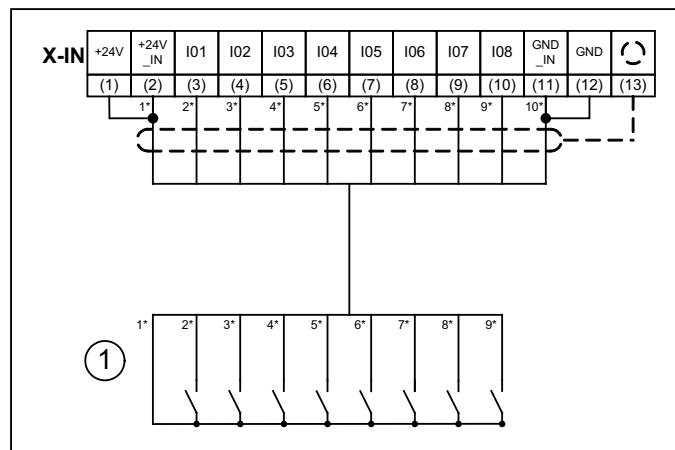 X-IN +24V +24V _IN I01 I02 I03 I04 I05 I06 I07 I08 GND _IN GND
(1) (2) (3) (4) (5) (6) (7) (8) (9) (10) (11) (12) (13)
1* 2* 3* 4* 5* 6* 7* 8* 9* 10*
1* 2* 3* 4* 5* 6* 7* 8* 9*
1